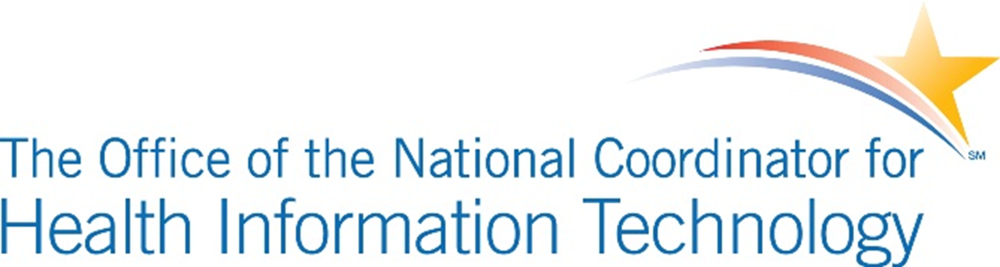 The Office of the National Coordinator for
SM
Health Information Technology